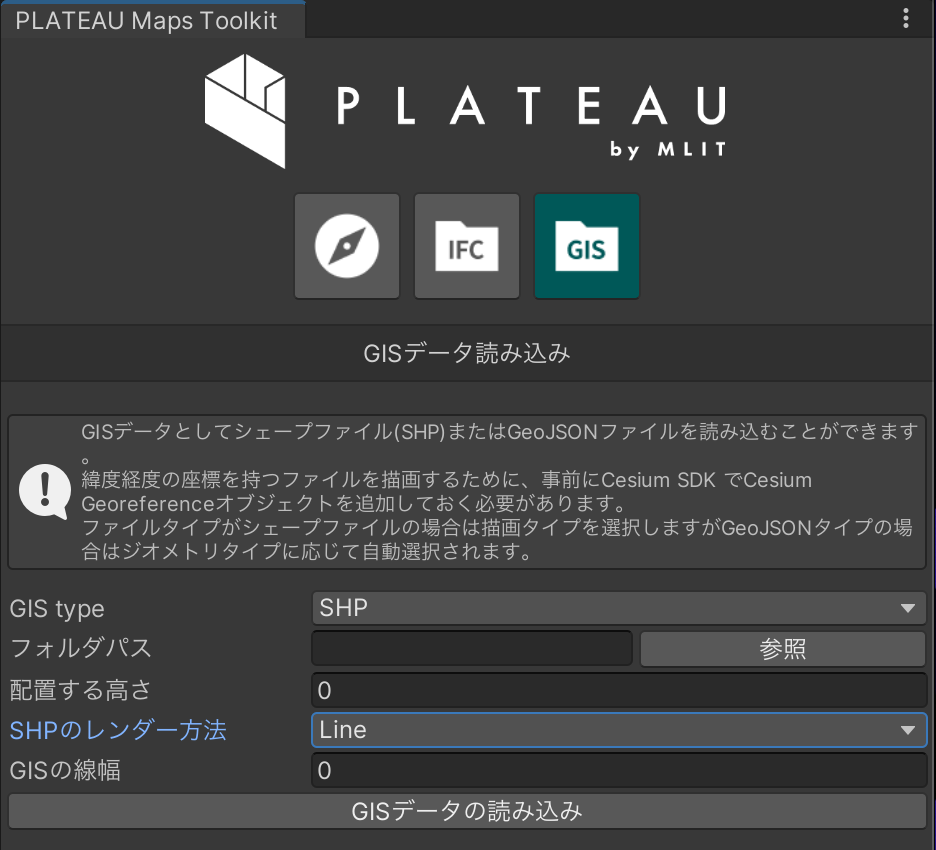 PLATEAU Maps Toolkit
PLATEAU
by MLIT
IFC
GIS
GISデータ読み込み
GISデータとしてシェープファイル(SHP)またはGeoJSONファイルを読み込むことができます
。
緯度経度の座標を持つファイルを描画するために、事前にCesium SDK でCesium
Georeferenceオブジェクトを追加しておく必要があります。
ファイルタイプがシェープファイルの場合は描画タイプを選択しますがGeoJSONタイプの場
合はジオメトリタイプに応じて自動選択されます。
GIS type SHP
フォルダパス 参照
配置する高さ 0
SHPのレンダー方法 Line
GISの線幅 0
GISデータの読み込み